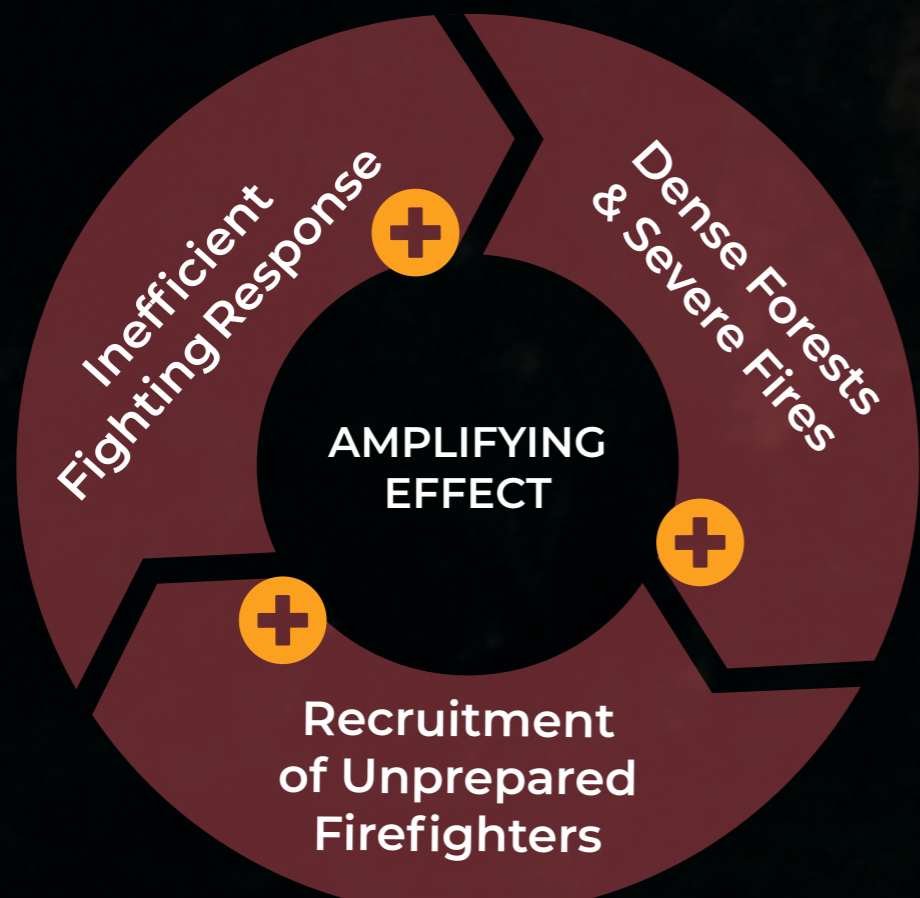 Inefficient
Fighting Response
Dense Forests
& Severe Fires
AMPLIFYING
EFFECT
Recruitment
of Unprepared
Firefighters